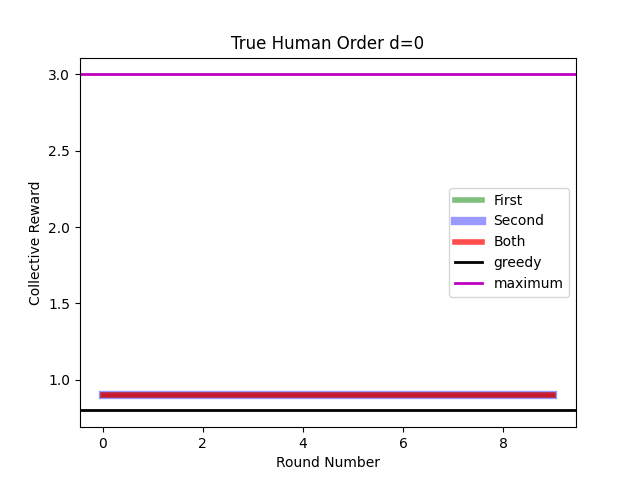 True Human Order d=0
Collective Reward
3.0
2.5
2.0
1.5
1.0
First
Second
Both
greedy
maximum
0
2
4
6
8
Round Number